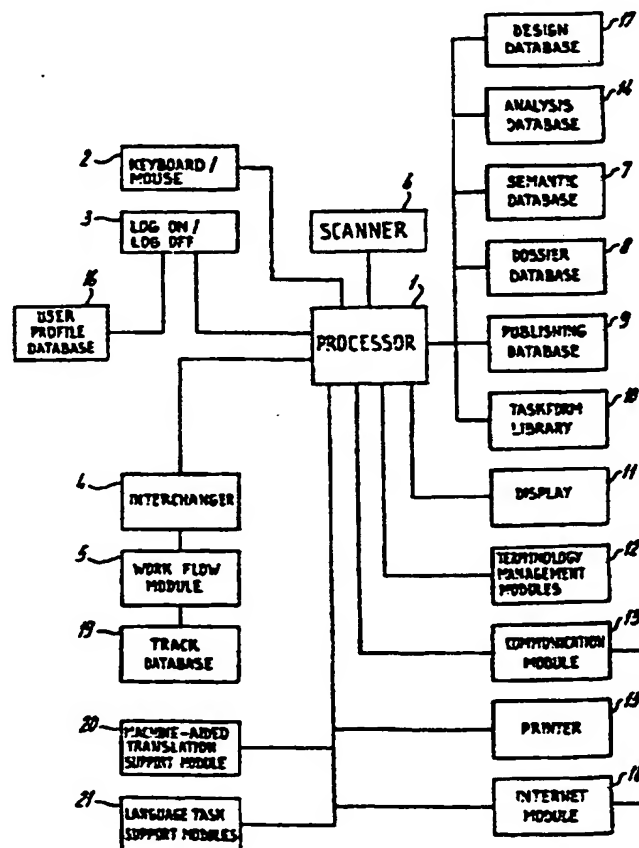 DESIGN
DATABASE
17
ANALYSIS
DATABASE
14
2
KEYBOARD /
MOUSE
SEMANTIC
DATABASE
7
3
LOG ON /
LOG OFF
6
SCANNER
DOSSIER
DATABASE
8
16
USER
PROFILE
DATABASE
1
PROCESSOR
PUBLISHING
DATABASE
9
TASKFORM
LIBRARY
10
4
INTERCHANGER
DISPLAY
11
5
WORK FLOW
MODULE
TERMINOLOGY
MANAGEMENT
MODULES
12
19
TRACK
DATABASE
COMMUNICATION
MODULE
13
20
MACHINE-AIDED
TRANSLATION
SUPPORT MODULE
PRINTER
15
21
LANGUAGE TASK
SUPPORT MODULES
INTERNET
MODULE
18